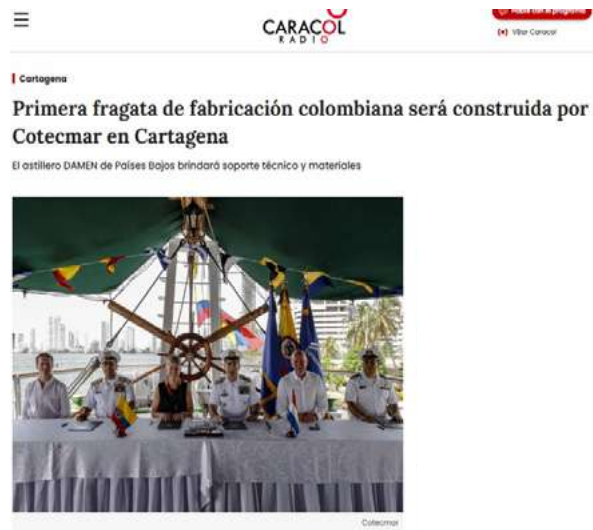 CARACOL
RADIO
Cartagena
Primera fragata de fabricación colombiana será construida por
Cotecmar en Cartagena
El astillero DAMEN de Países Bajos brindará soporte técnico y materiales
Cotecmar